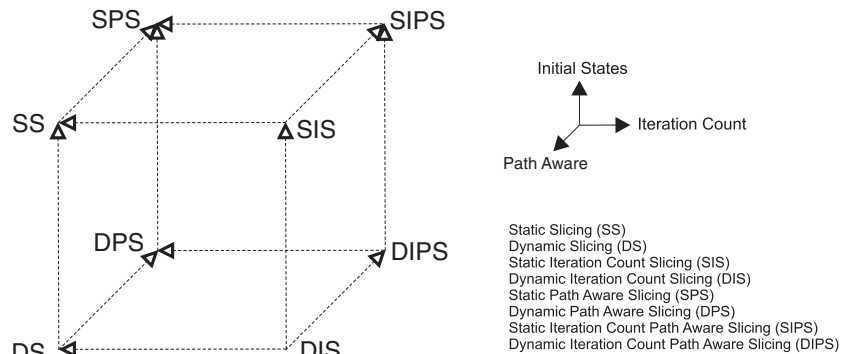 SPS
SIPS
SS
SIS
DPS
DIPS
DS
DIS
Initial States
Iteration Count
Path Aware
Static Slicing (SS)
Dynamic Slicing (DS)
Static Iteration Count Slicing (SIS)
Dynamic Iteration Count Slicing (DIS)
Static Path Aware Slicing (SPS)
Dynamic Path Aware Slicing (DPS)
Static Iteration Count Path Aware Slicing (SIPS)
Dynamic Iteration Count Path Aware Slicing (DIPS)